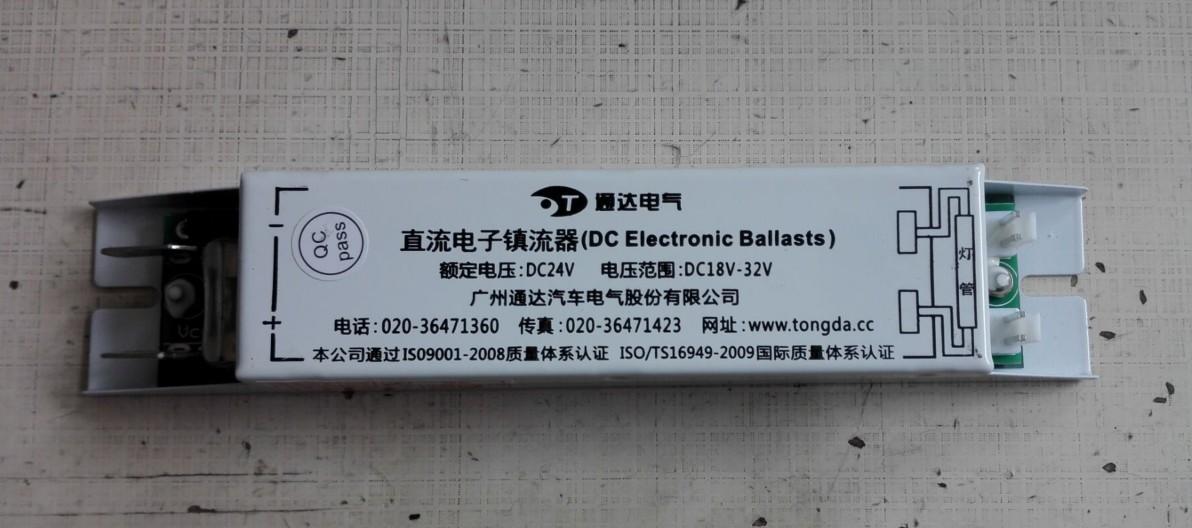 T 通达电气
QC
pass
直流电子镇流器(DC Electronic Ballasts)
额定电压:DC24V 电压范围:DC18V-32V
广州通达汽车电气股份有限公司
电话:020-36471360 传真:020-36471423 网址:www.tongda.cc
本公司通过IS09001-2008质量体系认证 ISO/TS16949-2009国际质量体系认证
－
+
灯管